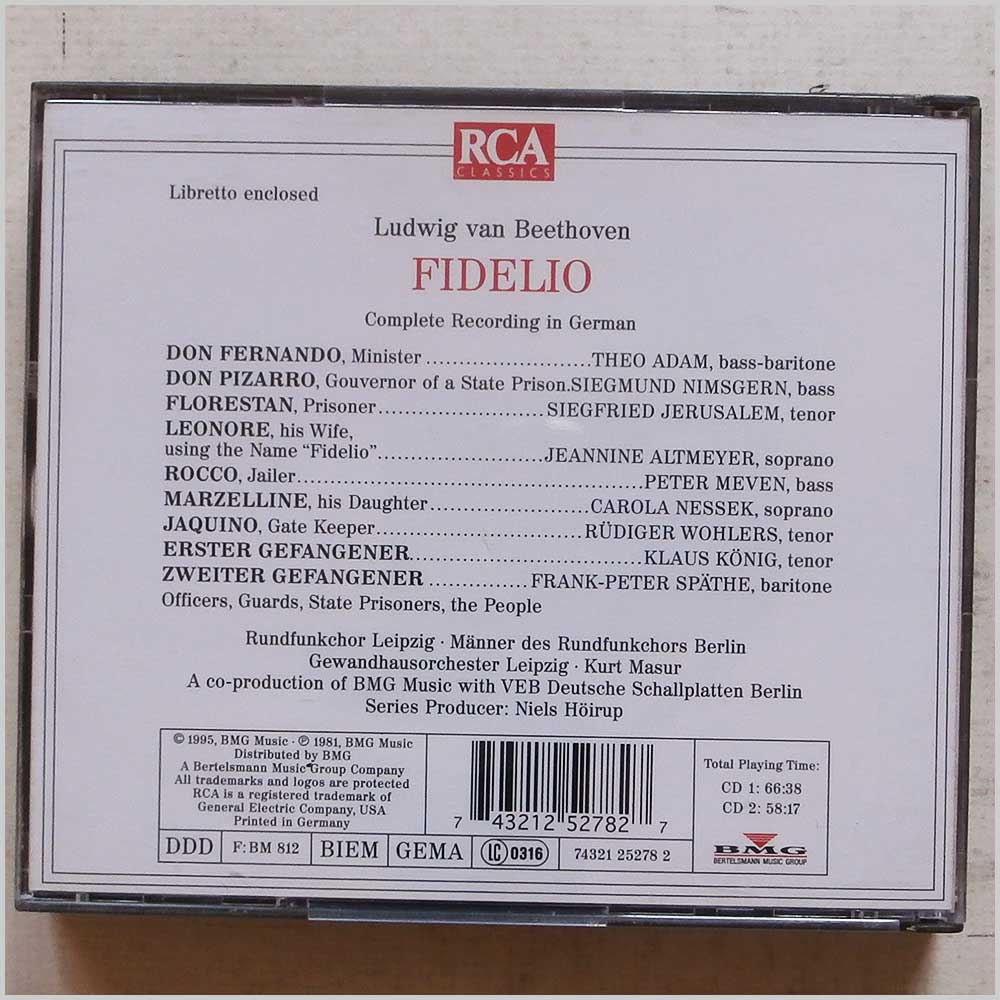 RCA
CLASSICS
Libretto enclosed
Ludwig van Beethoven
FIDELIO
Complete Recording in German
DON FERNANDO, Minister ........................THEO ADAM, bass-baritone
DON PIZARRO, Gouvernor of a State Prison.SIEGMUND NIMSGERN, bass
FLORESTAN, Prisoner........................SIEGFRIED JERUSALEM, tenor
LEONORE, his Wife,
using the Name “Fidelio”........................JEANNINE ALTMEYER, soprano
ROCCO, Jailer..................................................PETER MEVEN, bass
MARZELLINE, his Daughter.......................CAROLA NESSEK, soprano
JAQUINO, Gate Keeper..............................RÜDIGER WOHLERS, tenor
ERSTER GEFANGENER.................................KLAUS KÖNIG, tenor
ZWEITER GEFANGENER ..............FRANK-PETER SPÄTHE, baritone
Officers, Guards, State Prisoners, the People
Rundfunkchor Leipzig · Männer des Rundfunkchors Berlin
Gewandhausorchester Leipzig · Kurt Masur
A co-production of BMG Music with VEB Deutsche Schallplatten Berlin
Series Producer: Niels Höirup
© 1995, BMG Music · ℗ 1981, BMG Music
Distributed by BMG
A Bertelsmann Music Group Company
All trademarks and logos are protected
RCA is a registered trademark of
General Electric Company, USA
Printed in Germany
7 43212 52782 7
Total Playing Time:
CD 1: 66:38
CD 2: 58:17
BMG
BERTELSMANN MUSIC GROUP
DDD F: BM 812 BIEM GEMA LC 0316 74321 25278 2